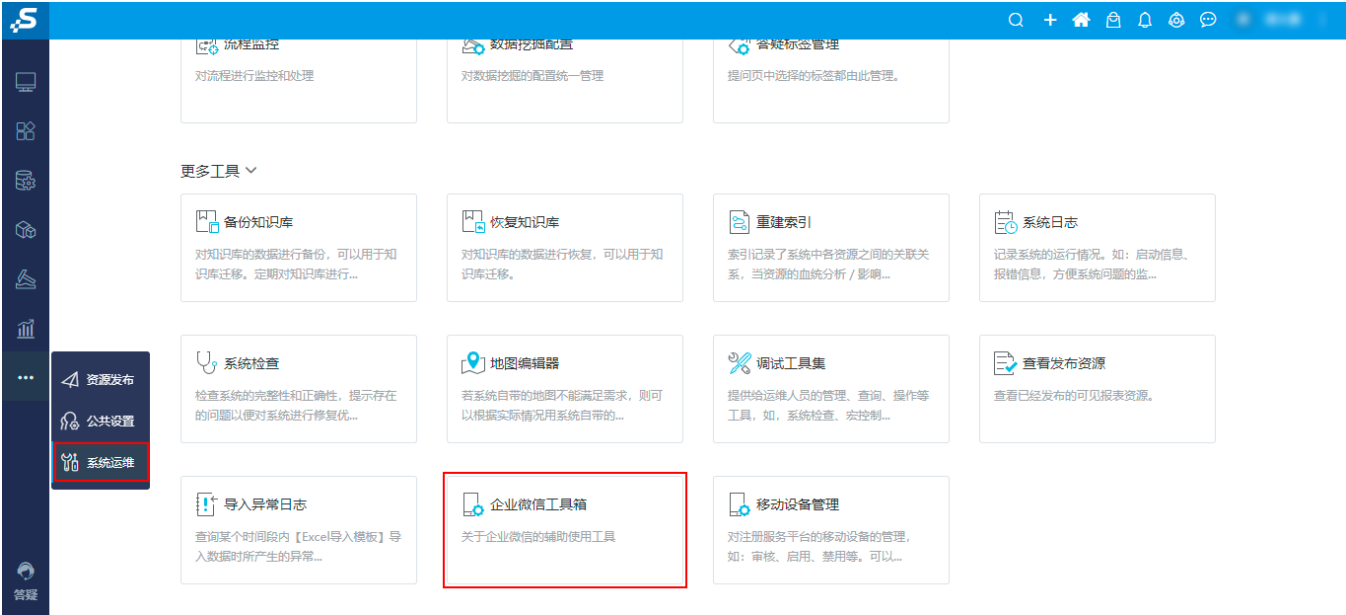 流程监控
数据挖掘配置
答疑标签管理
对流程进行监控和处理
对数据挖掘的配置统一管理
提问页中选择的标签都由此管理。
更多工具
备份知识库
对知识库的数据进行备份，可以用于知
识库迁移。定期对知识库进行...
恢复知识库
对知识库的数据进行恢复，可以用于知
识库迁移。
重建索引
索引记录了系统中各资源之间的关联关
系，当资源的血统分析 / 影响...
系统日志
记录系统的运行情况。如：启动信息、
报错信息，方便系统问题的监...
系统检查
检查系统的完整性和正确性，提示存在
的问题以便对系统进行修复优...
地图编辑器
若系统自带的地图不能满足需求，则可
以根据实际情况用系统自带的...
调试工具集
提供给运维人员的管理、查询、操作等
工具，如，系统检查、宏控制...
查看发布资源
查看已经发布的可见报表资源。
资源发布
公共设置
系统运维
导入异常日志
查询某个时间段内【Excel导入模板】导
入数据时所产生的异常...
企业微信工具箱
关于企业微信的辅助使用工具
移动设备管理
对注册服务平台的移动设备的管理，
如：审核、启用、禁用等。可以...
答疑